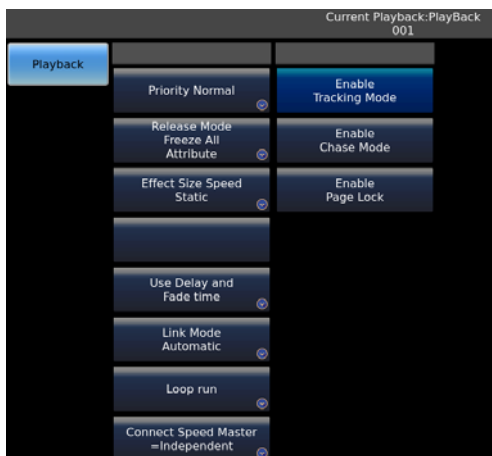 Current Playback:PlayBack
001
Playback
Priority Normal
Enable
Tracking Mode
Release Mode
Freeze All
Attribute
Enable
Chase Mode
Effect Size Speed
Static
Enable
Page Lock
Use Delay and
Fade time
Link Mode
Automatic
Loop run
Connect Speed Master
=Independent